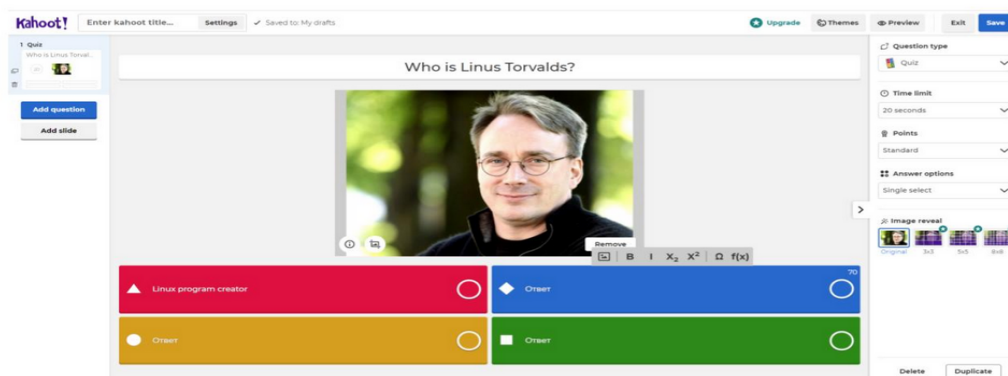 Kahoot!
Enter kahoot title...
Settings
✓ Saved to: My drafts
Upgrade
Themes
Preview
Exit
Save
1 Quiz
Who is Linus Torval...
Add question
Add slide
Who is Linus Torvalds?
Remove
B I X₂ X² Ω f(x)
Linux program creator
Ответ
70
Ответ
Ответ
Question type
Quiz
Time limit
20 seconds
Points
Standard
Answer options
Single select
Image reveal
Original 3x3 5x5 8x8
Delete
Duplicate